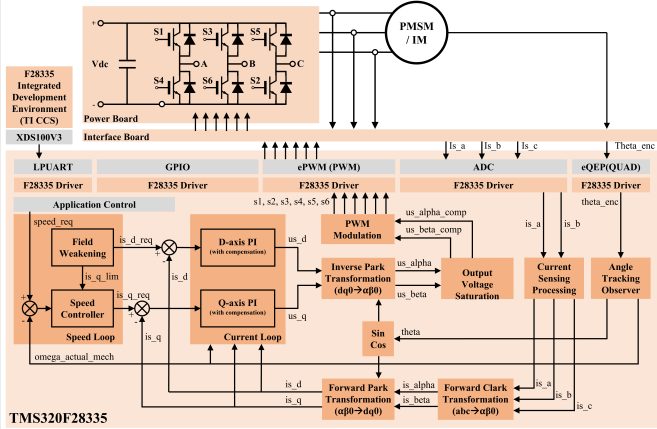 S1
S3
S5
PMSM
/ IM
Vdc
A
B
C
S4
S6
S2
+
-
Power Board
Interface Board
F28335
Integrated
Development
Environment
(TI CCS)
XDS100V3
Is_a
Is_b
Is_c
Theta_enc
LPUART
GPIO
ePWM (PWM)
ADC
eQEP(QUAD)
F28335 Driver
F28335 Driver
F28335 Driver
F28335 Driver
F28335 Driver
Application Control
s1, s2, s3, s4, s5, s6
theta_enc
speed_req
PWM
Modulation
us_alpha_comp
us_beta_comp
is_a
is_b
Field
Weakening
is_d_req
+
-
is_d
D-axis PI
(with compensation)
us_d
is_q_lim
Inverse Park
Transformation
(dq0→αβ0)
us_alpha
us_beta
Output
Voltage
Saturation
Current
Sensing
Processing
Angle
Tracking
Observer
+
-
Speed
Controller
is_q_req
+
-
is_q
Q-axis PI
(with compensation)
us_q
Speed Loop
Current Loop
Sin
Cos
theta
omega_actual_mech
is_d
is_q
Forward Park
Transformation
(αβ0→dq0)
is_alpha
is_beta
Forward Clark
Transformation
(abc→αβ0)
is_a
is_b
is_c
TMS320F28335